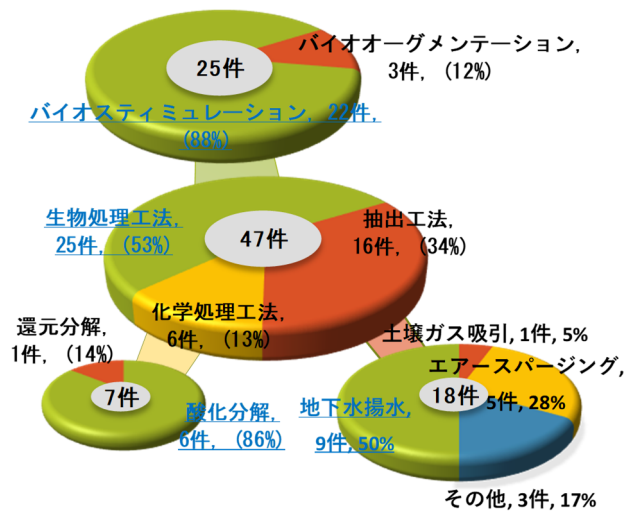 バイオオーグメンテーション,
3件, (12%)
25件
バイオスティミュレーション, 22件,
(88%)
生物処理工法,
25件, (53%)
47件
抽出工法,
16件, (34%)
化学処理工法,
6件, (13%)
還元分解,
1件, (14%)
7件
酸化分解,
6件, (86%)
土壌ガス吸引, 1件, 5%
エアースパージング,
5件, 28%
18件
地下水揚水,
9件, 50%
その他, 3件, 17%